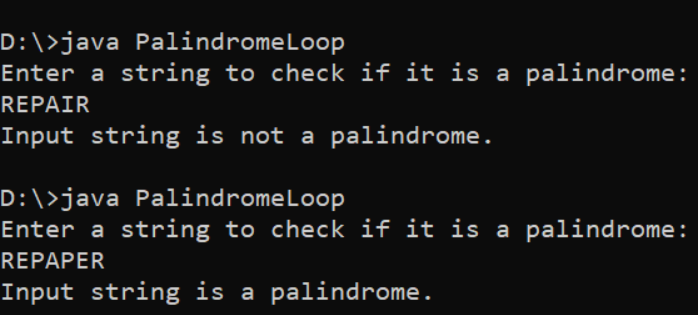 D:\>java PalindromeLoop
Enter a string to check if it is a palindrome:
REPAIR
Input string is not a palindrome.
D:\>java PalindromeLoop
Enter a string to check if it is a palindrome:
REPAPER
Input string is a palindrome.